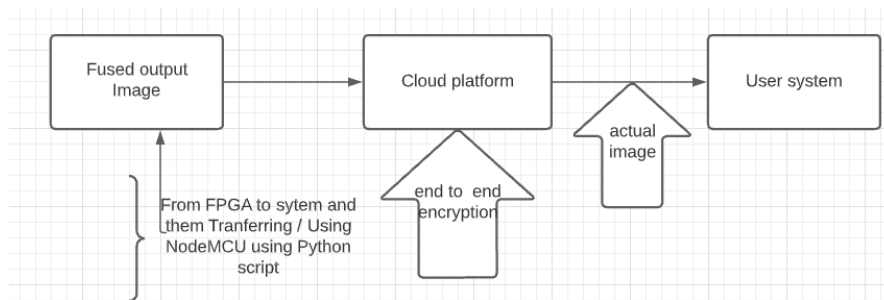 Fused output
Image
Cloud platform
User system
actual
image
end to end
encryption
From FPGA to sytem and
them Tranferring / Using
NodeMCU using Python
script